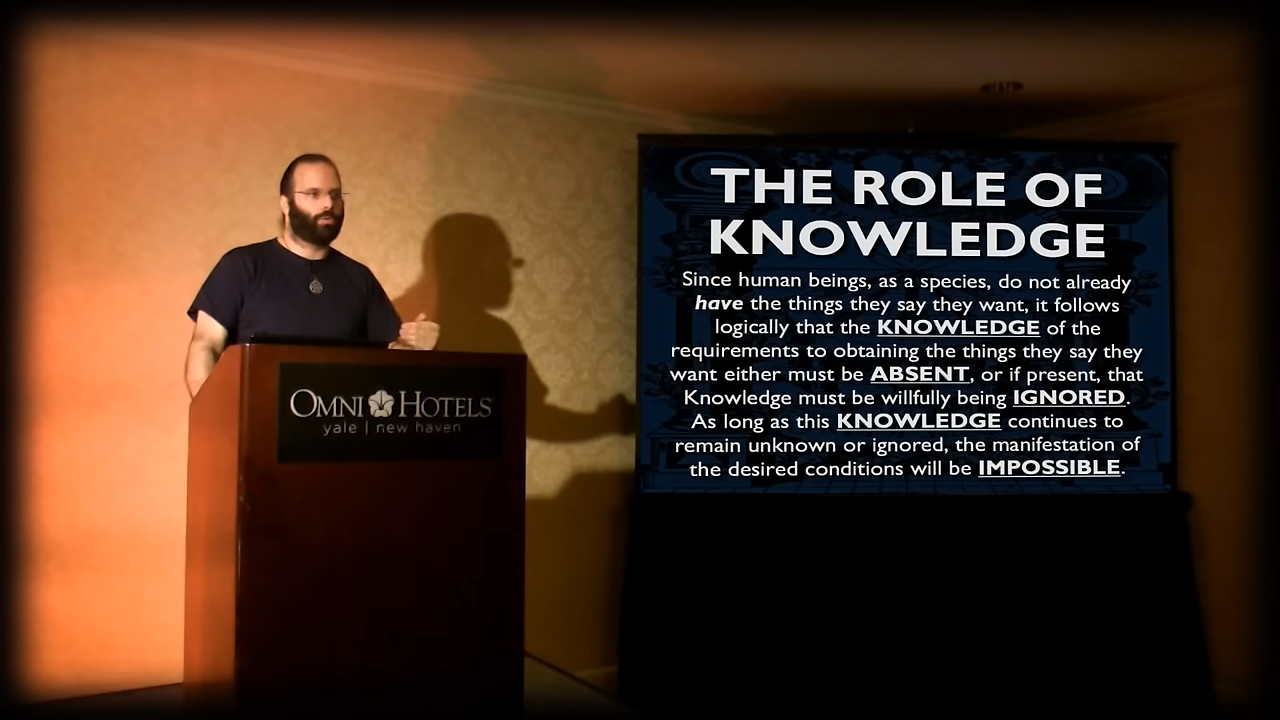 THE ROLE OF
KNOWLEDGE
Since human beings, as a species, do not already
have the things they say they want, it follows
logically that the KNOWLEDGE of the
requirements to obtaining the things they say they
want either must be ABSENT, or if present, that
Knowledge must be willfully being IGNORED.
As long as this KNOWLEDGE continues to
remain unknown or ignored, the manifestation of
the desired conditions will be IMPOSSIBLE.
OMNI HOTELS
yale | new haven